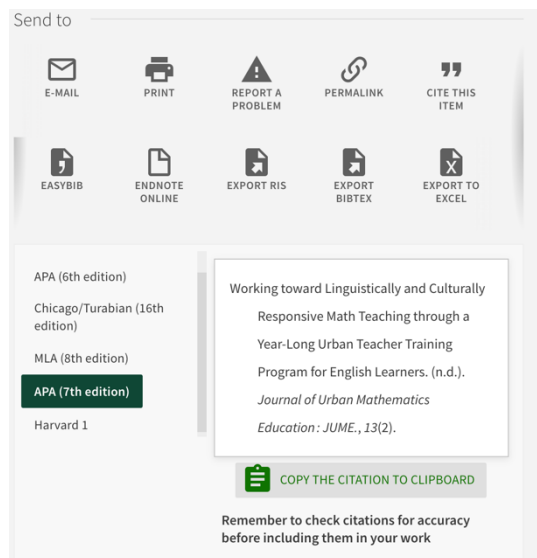 Send to
E-MAIL
PRINT
REPORT A
PROBLEM
PERMALINK
CITE THIS
ITEM
EASYBIB
ENDNOTE
ONLINE
EXPORT RIS
EXPORT
BIBTEX
EXPORT TO
EXCEL
APA (6th edition)
Chicago/Turabian (16th
edition)
MLA (8th edition)
APA (7th edition)
Harvard 1
Working toward Linguistically and Culturally
Responsive Math Teaching through a
Year-Long Urban Teacher Training
Program for English Learners. (n.d.).
Journal of Urban Mathematics
Education : JUME., 13(2).
COPY THE CITATION TO CLIPBOARD
Remember to check citations for accuracy
before including them in your work